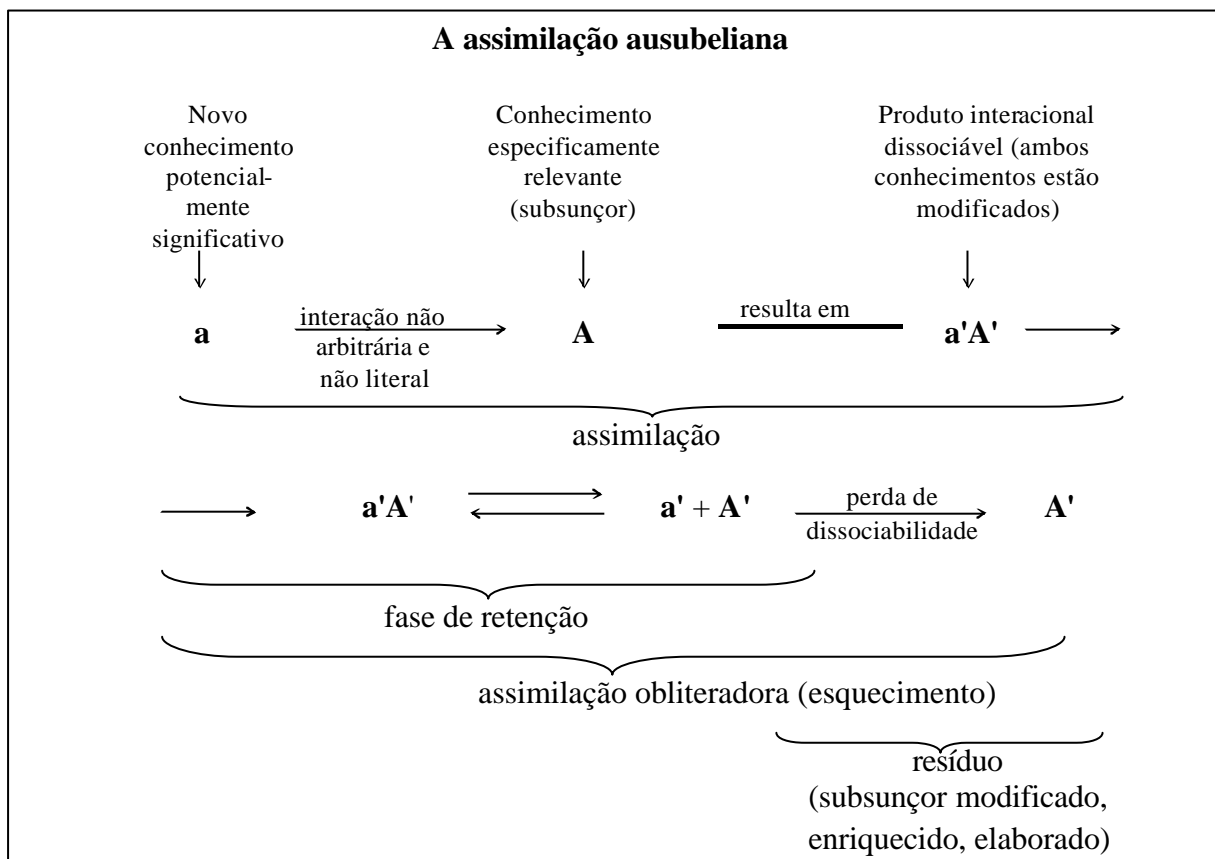 A assimilação ausubeliana
Novo
conhecimento
potencial-
mente
significativo
Conhecimento
especificamente
relevante
(subsunçor)
Produto interacional
dissociável (ambos
conhecimentos estão
modificados)
a
interação não
arbitrária e
não literal
A
resulta em
a'A'
assimilação
a'A'
a' + A'
perda de
dissociabilidade
A'
fase de retenção
assimilação obliteradora (esquecimento)
resíduo
(subsunçor modificado,
enriquecido, elaborado)